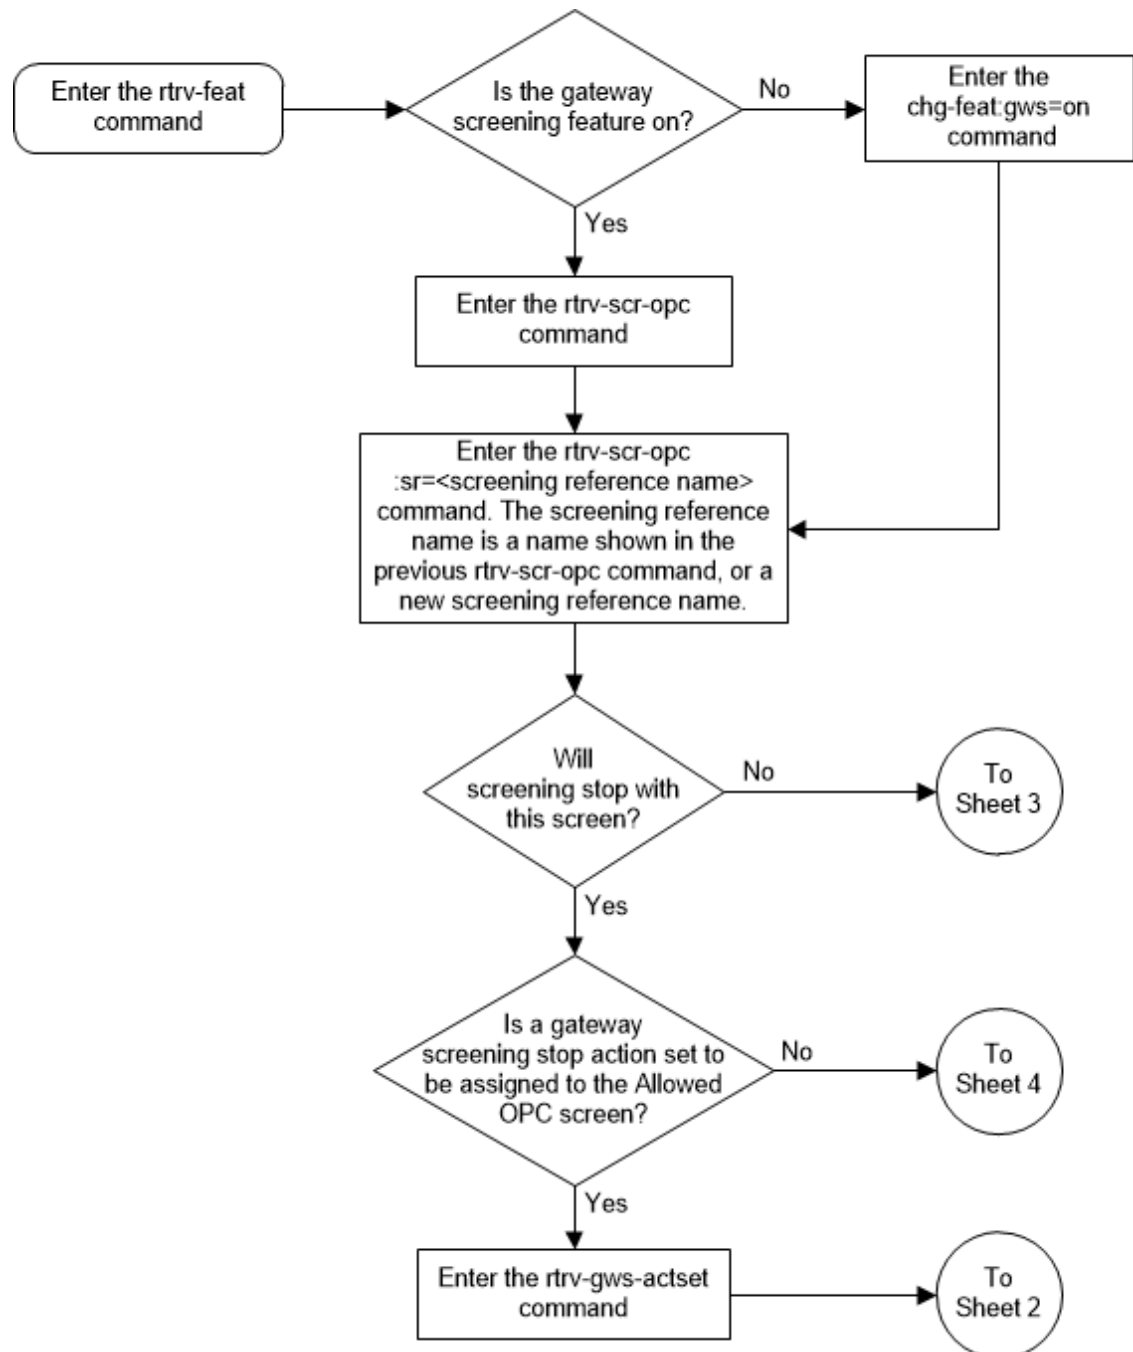 Enter the rtrv-feat
command
Is the gateway
screening feature on?
No
Enter the
chg-feat:gws=on
command
Yes
Enter the rtrv-scr-opc
command
Enter the rtrv-scr-opc
:sr=<screening reference name>
command. The screening reference
name is a name shown in the
previous rtrv-scr-opc command, or a
new screening reference name.
Will
screening stop with
this screen?
No
To
Sheet 3
Yes
Is a gateway
screening stop action set to
be assigned to the Allowed
OPC screen?
No
To
Sheet 4
Yes
Enter the rtrv-gws-actset
command
To
Sheet 2